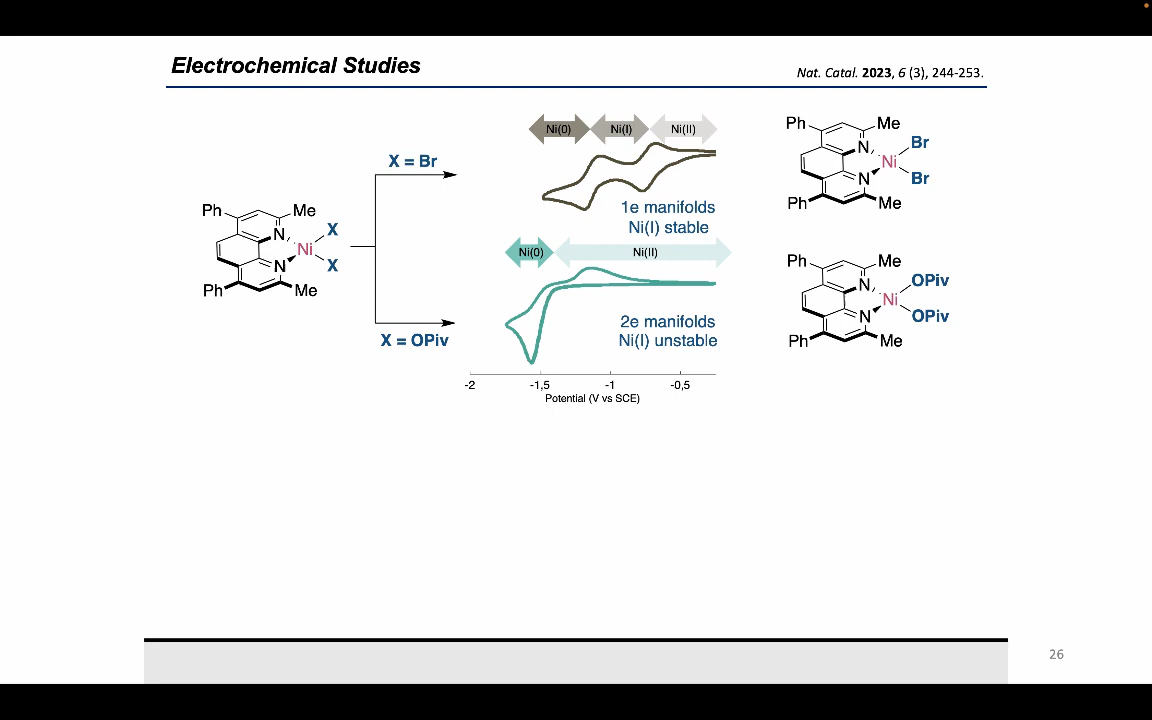 Electrochemical Studies
Nat. Catal. 2023, 6 (3), 244-253.
Ph
Me
N
N
Ni
X
X
Ph
Me
X = Br
X = OPiv
Ni(0)
Ni(I)
Ni(II)
1e manifolds
Ni(I) stable
Ni(0)
Ni(II)
2e manifolds
Ni(I) unstable
-2
-1,5
-1
-0,5
Potential (V vs SCE)
Ph
Me
N
N
Ni
Br
Br
Ph
Me
Ph
Me
N
N
Ni
OPiv
OPiv
Ph
Me
26